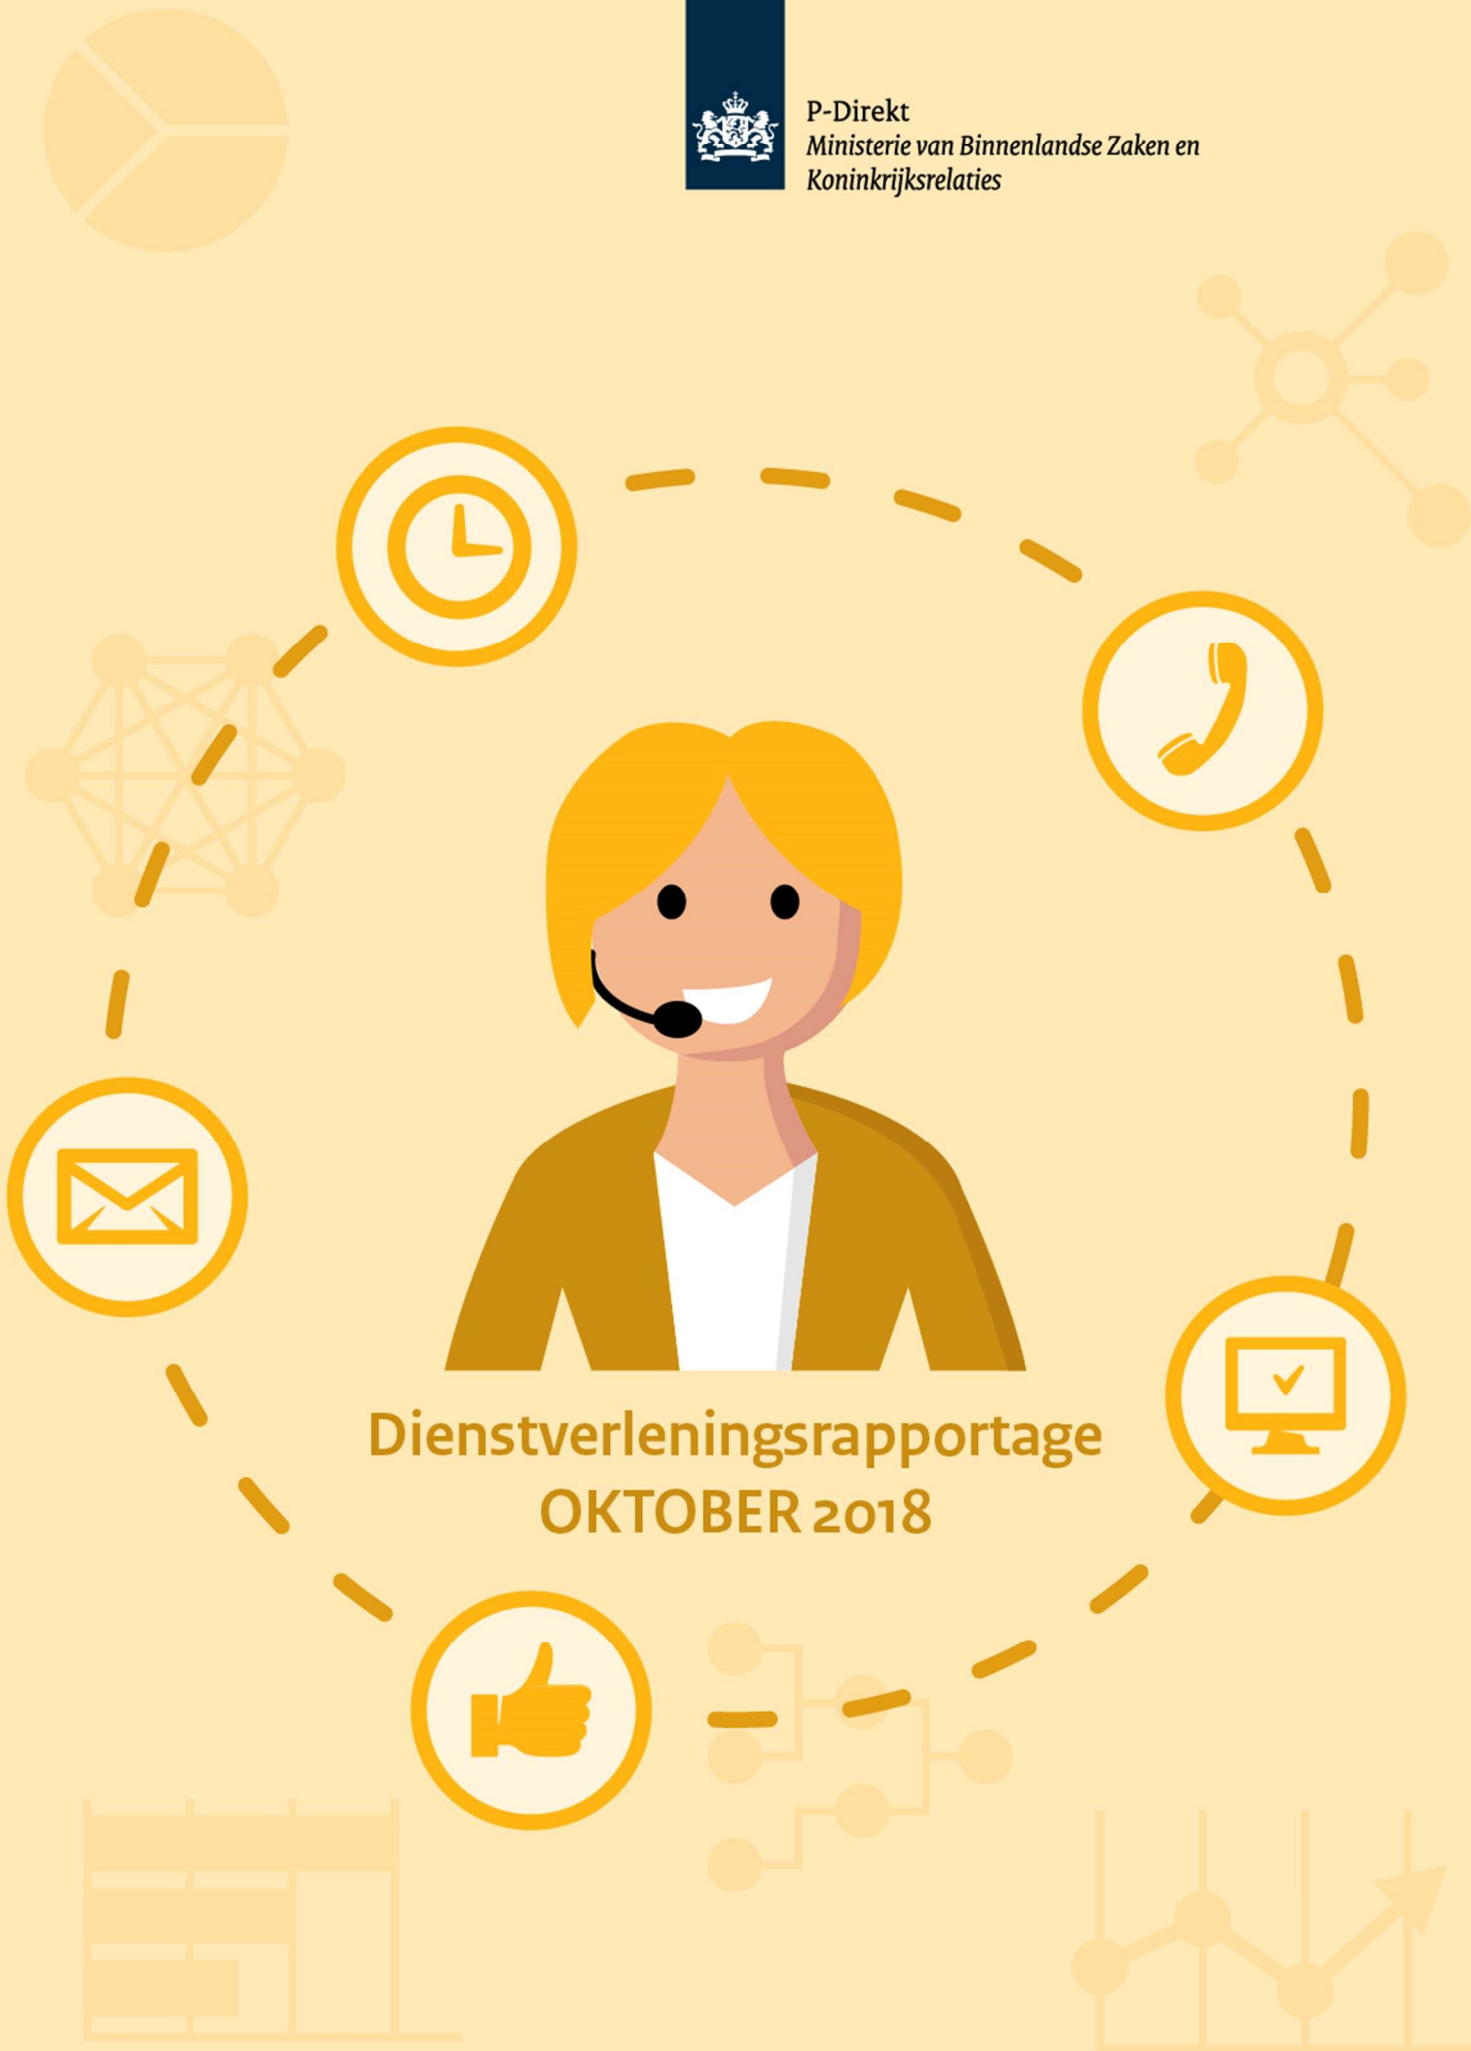 P-Direkt
Ministerie van Binnenlandse Zaken en
Koninkrijksrelaties
Dienstverleningsrapportage
OKTOBER 2018